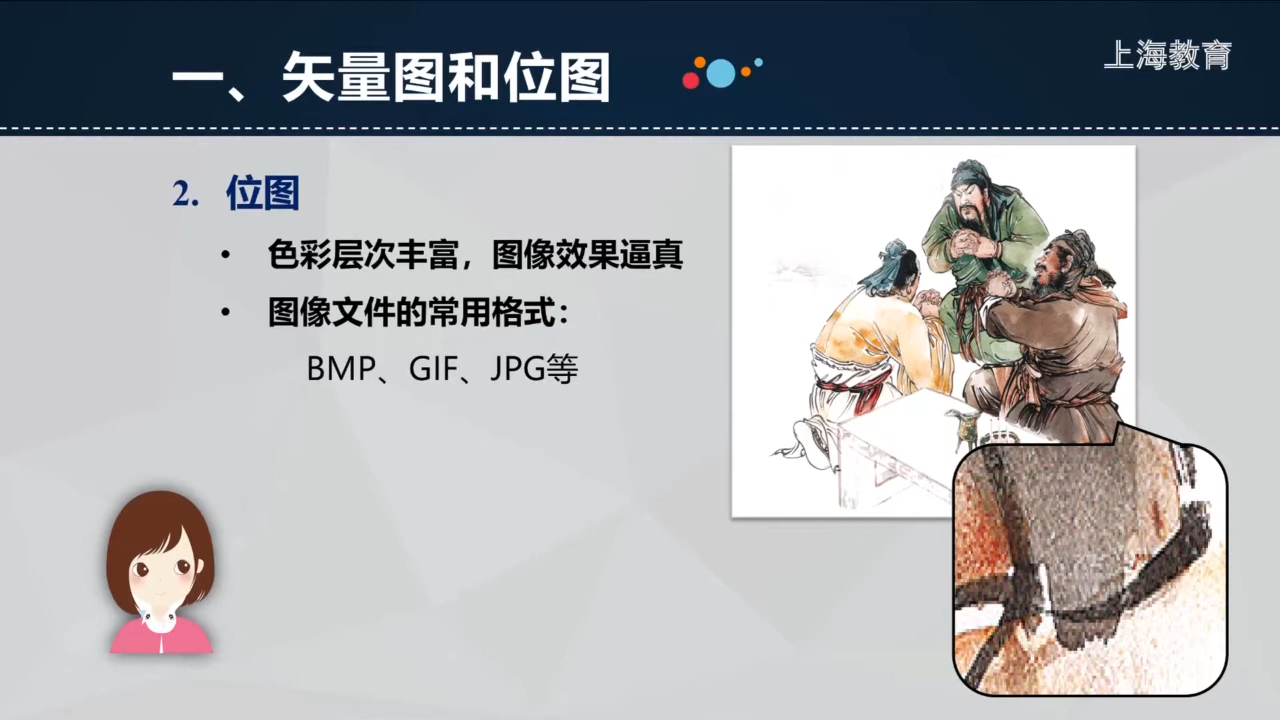 一、矢量图和位图
上海教育
2. 位图
• 色彩层次丰富，图像效果逼真
• 图像文件的常用格式：
BMP、GIF、JPG等